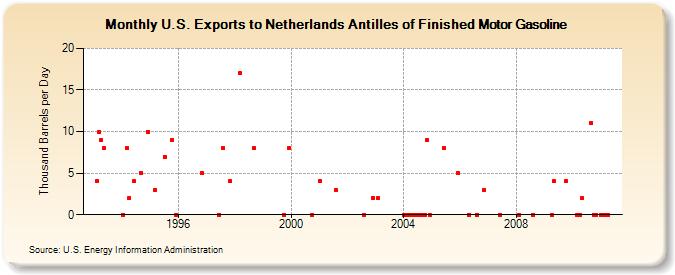 Monthly U.S. Exports to Netherlands Antilles of Finished Motor Gasoline
Thousand Barrels per Day
20
15
10
5
0
1996 2000 2004 2008
Source: U.S. Energy Information Administration